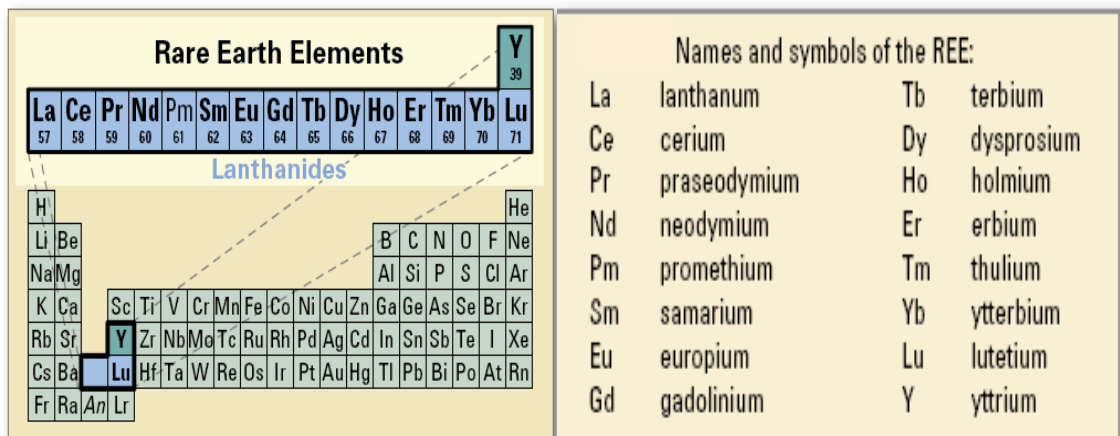 Rare Earth Elements
Y
39
La Ce Pr Nd Pm Sm Eu Gd Tb Dy Ho Er Tm Yb Lu
57 58 59 60 61 62 63 64 65 66 67 68 69 70 71
Lanthanides
H He
Li Be B C N O F Ne
Na Mg Al Si P S Cl Ar
K Ca Sc Ti V Cr Mn Fe Co Ni Cu Zn Ga Ge As Se Br Kr
Rb Sr Y Zr Nb Mo Tc Ru Rh Pd Ag Cd In Sn Sb Te I Xe
Cs Ba Lu Hf Ta W Re Os Ir Pt Au Hg Tl Pb Bi Po At Rn
Fr Ra An Lr
Names and symbols of the REE:
La lanthanum Tb terbium
Ce cerium Dy dysprosium
Pr praseodymium Ho holmium
Nd neodymium Er erbium
Pm promethium Tm thulium
Sm samarium Yb ytterbium
Eu europium Lu lutetium
Gd gadolinium Y yttrium